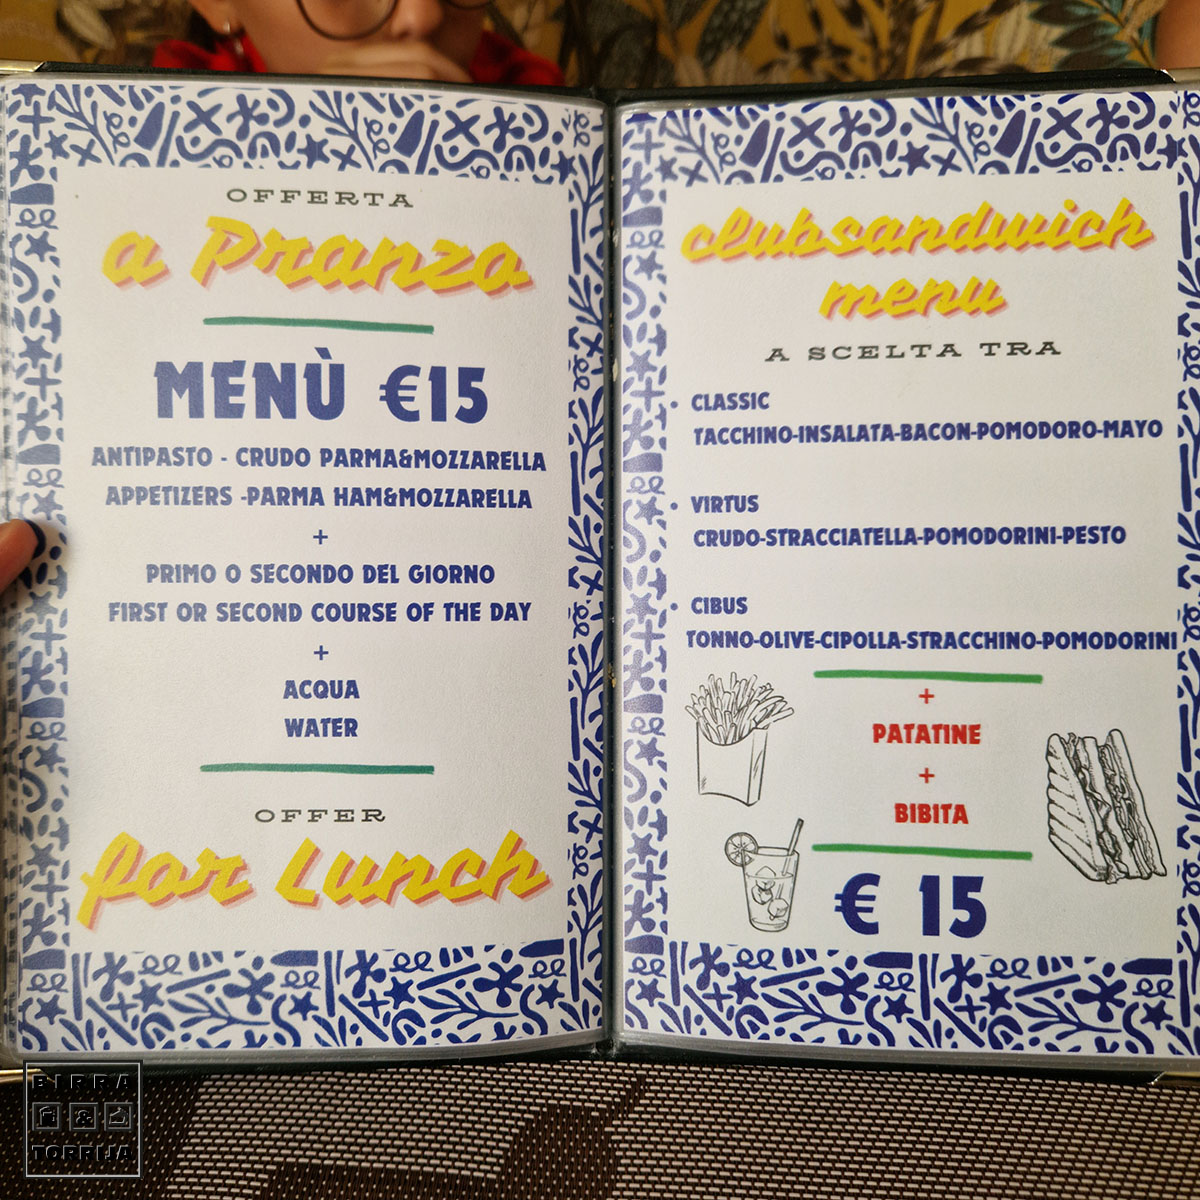 OFFERTA
a Pranzo
MENÙ €15
ANTIPASTO - CRUDO PARMA&MOZZARELLA
APPETIZERS -PARMA HAM&MOZZARELLA
+
PRIMO O SECONDO DEL GIORNO
FIRST OR SECOND COURSE OF THE DAY
+
ACQUA
WATER
OFFER
for Lunch
clubsandwich
menu
A SCELTA TRA
• CLASSIC
TACCHINO-INSALATA-BACON-POMODORO-MAYO
• VIRTUS
CRUDO-STRACCIATELLA-POMODORINI-PESTO
• CIBUS
TONNO-OLIVE-CIPOLLA-STRACCHINO-POMODORINI
+
PATATINE
+
BIBITA
€ 15
BIRRA
&
TORRIJA